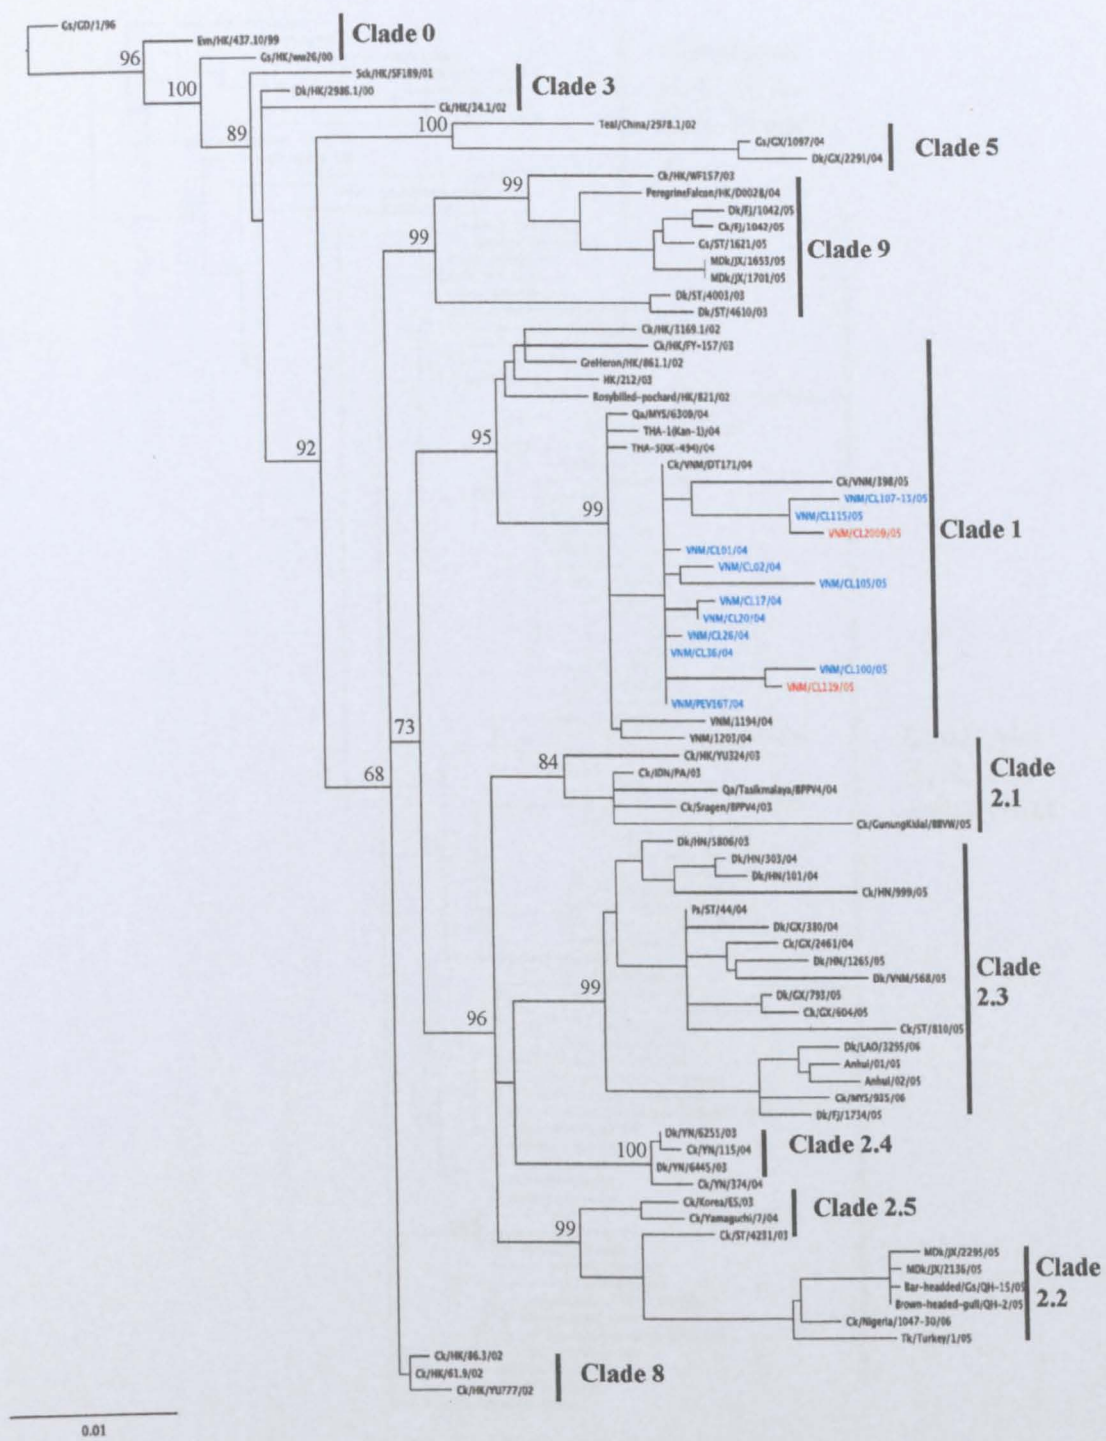 Gs/GD/1/96
Clade 0
Esm/HK/437.10/99
96
Gs/HK/ww26/00
100
Sck/HK/SF189/01
Clade 3
Dk/HK/2986.1/00
Ck/HK/34.1/02
89
100
Teal/China/2978.1/02
Gs/GX/1097/04
Clade 5
Dk/GX/2291/04
Ck/HK/WF157/03
99
PeregrineFalcon/HK/D0028/04
Dk/FJ/1042/05
Ck/FJ/1042/05
99
Gs/ST/1621/05
Clade 9
MDk/JX/1653/05
MDk/JX/1701/05
Dk/ST/4003/03
Dk/ST/4610/03
Ck/HK/3169.1/02
Ck/HK/FY-157/03
GreHeron/HK/861.1/02
HK/212/03
Rosybilled-pochard/HK/821/02
Qa/MYS/6309/04
THA-1(Kan-1)/04
95
THA-5(KK-494)/04
92
Ck/VNM/DT171/04
Ck/VNM/398/05
VNM/CL107-13/05
99
VNM/CL115/05
VNM/CL2009/05
Clade 1
VNM/CL01/04
VNM/CL02/04
VNM/CL105/05
VNM/CL17/04
VNM/CL20/04
VNM/CL26/04
VNM/CL36/04
VNM/CL100/05
VNM/CL119/05
VNM/PEV16T/04
VNM/1194/04
73
VNM/1203/04
Ck/HK/YU324/03
84
Clade
2.1
Ck/IDN/PA/03
68
Qa/Tasikmalaya/BPPV4/04
Ck/Sragen/BPPV4/03
Dk/HN/5806/03
Dk/HN/303/04
Dk/HN/101/04
Ck/HN/999/05
Ps/ST/44/04
Dk/GX/380/04
Ck/GX/2461/04
Dk/HN/1265/05
Clade
2.3
Dk/VNM/568/05
99
Dk/GX/793/05
Ck/GX/604/05
96
Ck/ST/810/05
Dk/LAO/3295/06
Anhui/01/05
Anhui/02/05
Ck/MYS/935/06
Dk/FJ/1734/05
Dk/YN/6255/03
100
Ck/YN/115/04
Clade 2.4
Dk/YN/6445/03
Ck/YN/374/04
Ck/Korea/ES/03
Clade 2.5
Ck/Yamaguchi/7/04
99
Ck/ST/4231/03
MDk/JX/2295/05
MDk/JX/2136/05
Clade
2.2
Bar-headded/Gs/QH-15/05
Brown-headed-gull/QH-2/05
Ck/Nigeria/1047-30/06
Tk/Turkey/1/05
Ck/HK/86.3/02
Ck/HK/61.9/02
Clade 8
Ck/HK/YU777/02
0.01